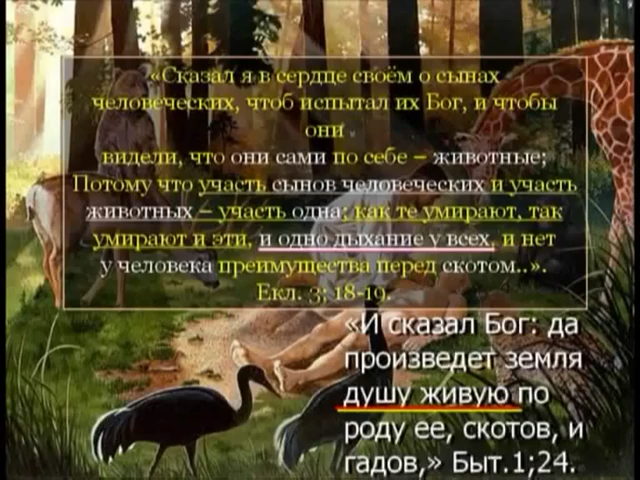 «Сказал я в сердце своём о сынах
человеческих, чтоб испытал их Бог, и чтобы
они
видели, что они сами по себе – животные;
Потому что участь сынов человеческих и участь
животных – участь одна; как те умирают, так
умирают и эти, и одно дыхание у всех, и нет
у человека преимущества перед скотом..».
Екл. 3; 18-19.
«И сказал Бог: да
произведет земля
душу живую по
роду ее, скотов, и
гадов,» Быт.1;24.